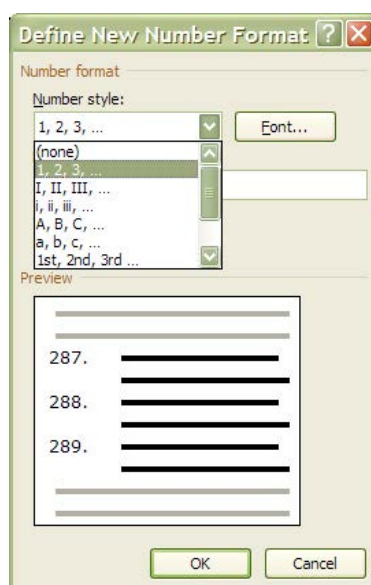 Define New Number Format
Number format
Number style:
1, 2, 3, ...
Font...
(none)
1, 2, 3, ...
I, II, III, ...
i, ii, iii, ...
A, B, C, ...
a, b, c, ...
1st, 2nd, 3rd ...
Preview
287.
288.
289.
OK Cancel